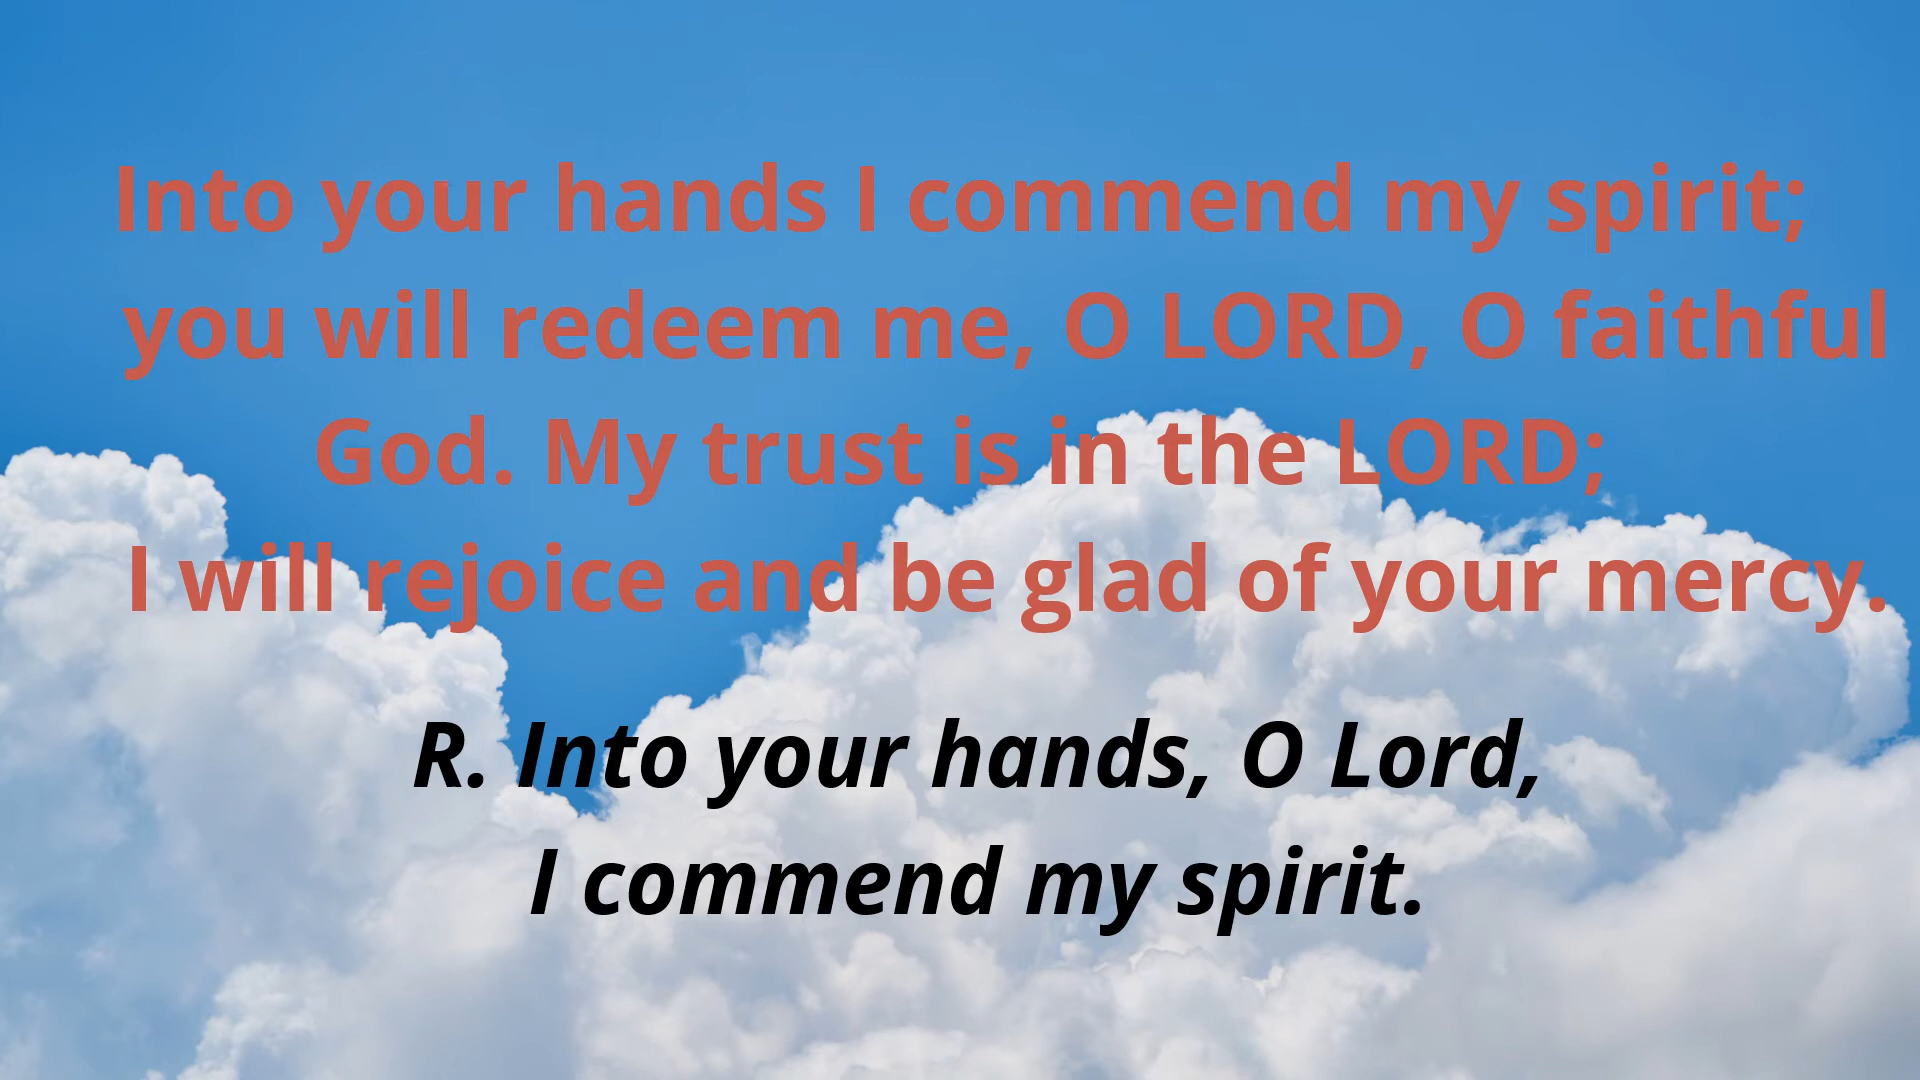 Into your hands I commend my spirit;
you will redeem me, O LORD, O faithful
God. My trust is in the LORD;
I will rejoice and be glad of your mercy.
R. Into your hands, O Lord,
I commend my spirit.